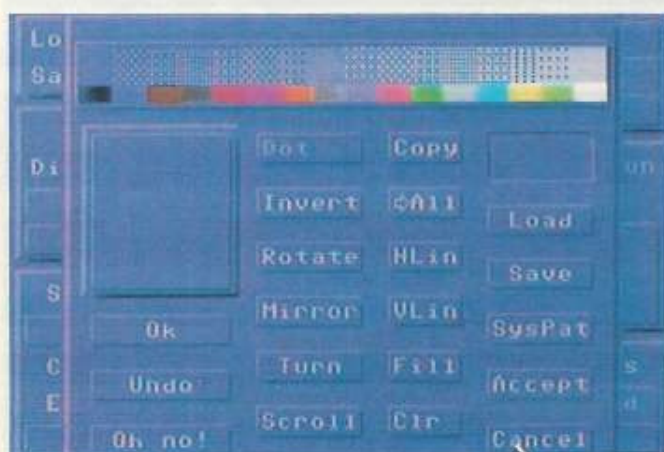 Lo
Sa
Di
un
S
C
E
s
d
Ok
Undo
Oh no!
Dot
Invert
Rotate
Mirror
Turn
Scroll
Copy
⇨All
HLin
VLin
Fill
Clr
Load
Save
SysPat
Accept
Cancel